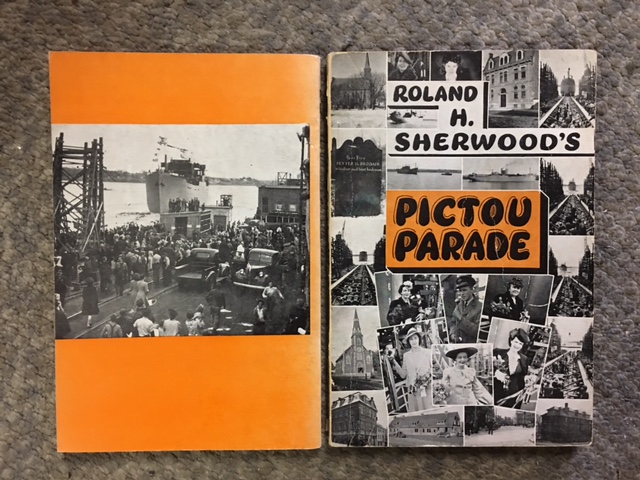 ROLAND
H.
SHERWOOD'S
PICTOU
PARADE